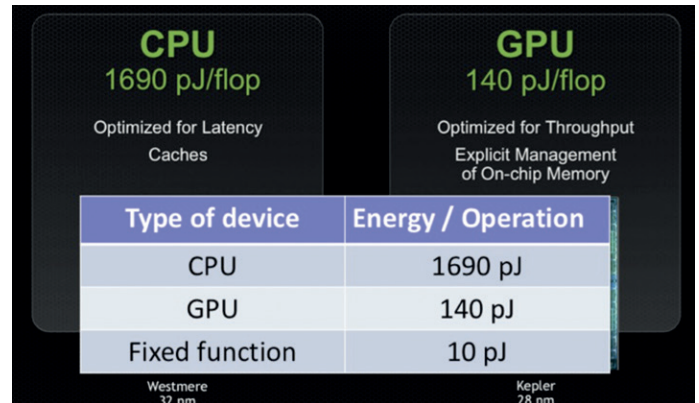 CPU
1690 pJ/flop
Optimized for Latency
Caches
GPU
140 pJ/flop
Optimized for Throughput
Explicit Management
of On-chip Memory
Type of device Energy / Operation
CPU 1690 pJ
GPU 140 pJ
Fixed function 10 pJ
Westmere
32 nm
Kepler
28 nm